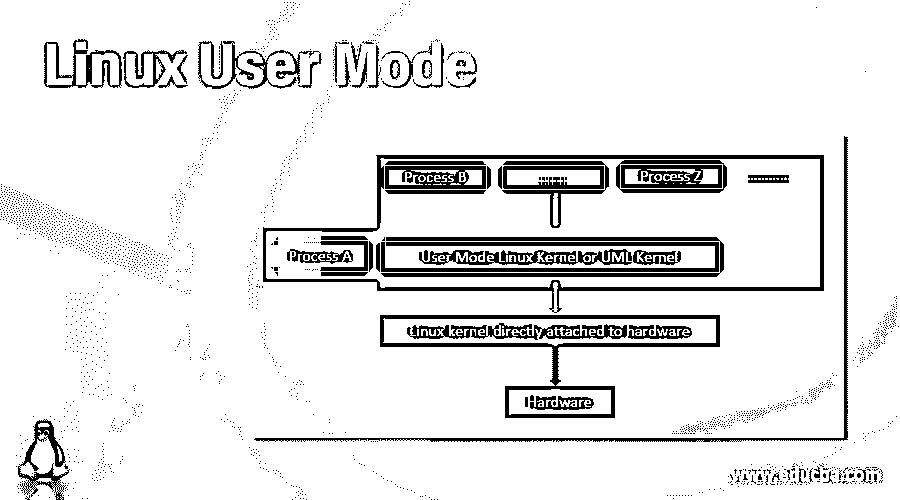 Linux User Mode
Process B
Process Z
Process A
User Mode Linux Kernel or UML Kernel
Linux kernel directly attached to hardware
Hardware
www.educba.com